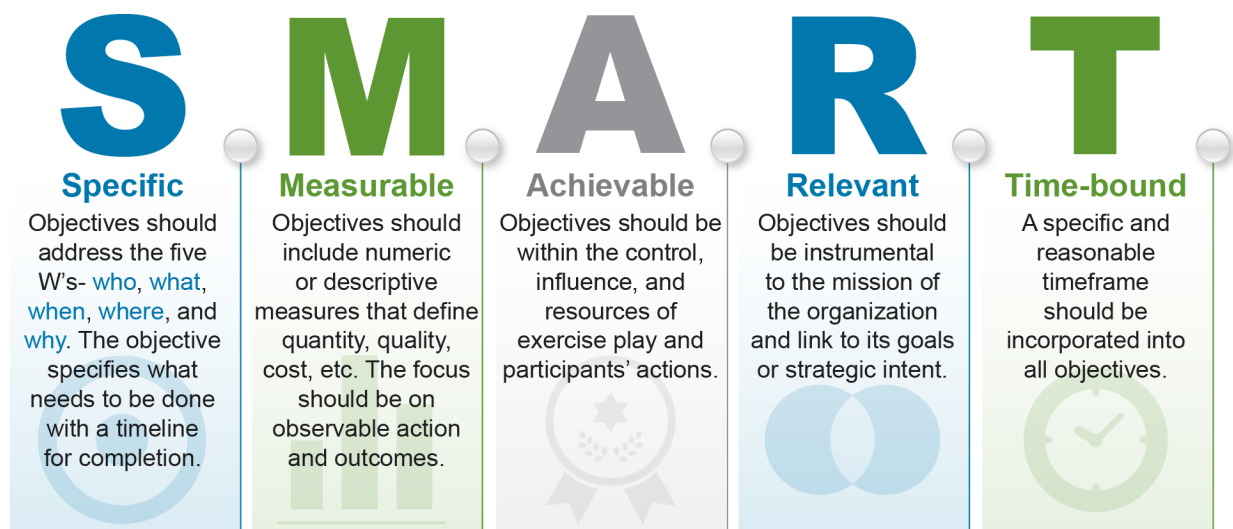 S
Specific
Objectives should
address the five
W's- who, what,
when, where, and
why. The objective
specifies what
needs to be done
with a timeline
for completion.
M
Measurable
Objectives should
include numeric
or descriptive
measures that define
quantity, quality,
cost, etc. The focus
should be on
observable action
and outcomes.
A
Achievable
Objectives should be
within the control,
influence, and
resources of
exercise play and
participants' actions.
R
Relevant
Objectives should
be instrumental
to the mission of
the organization
and link to its goals
or strategic intent.
T
Time-bound
A specific and
reasonable
timeframe
should be
incorporated into
all objectives.